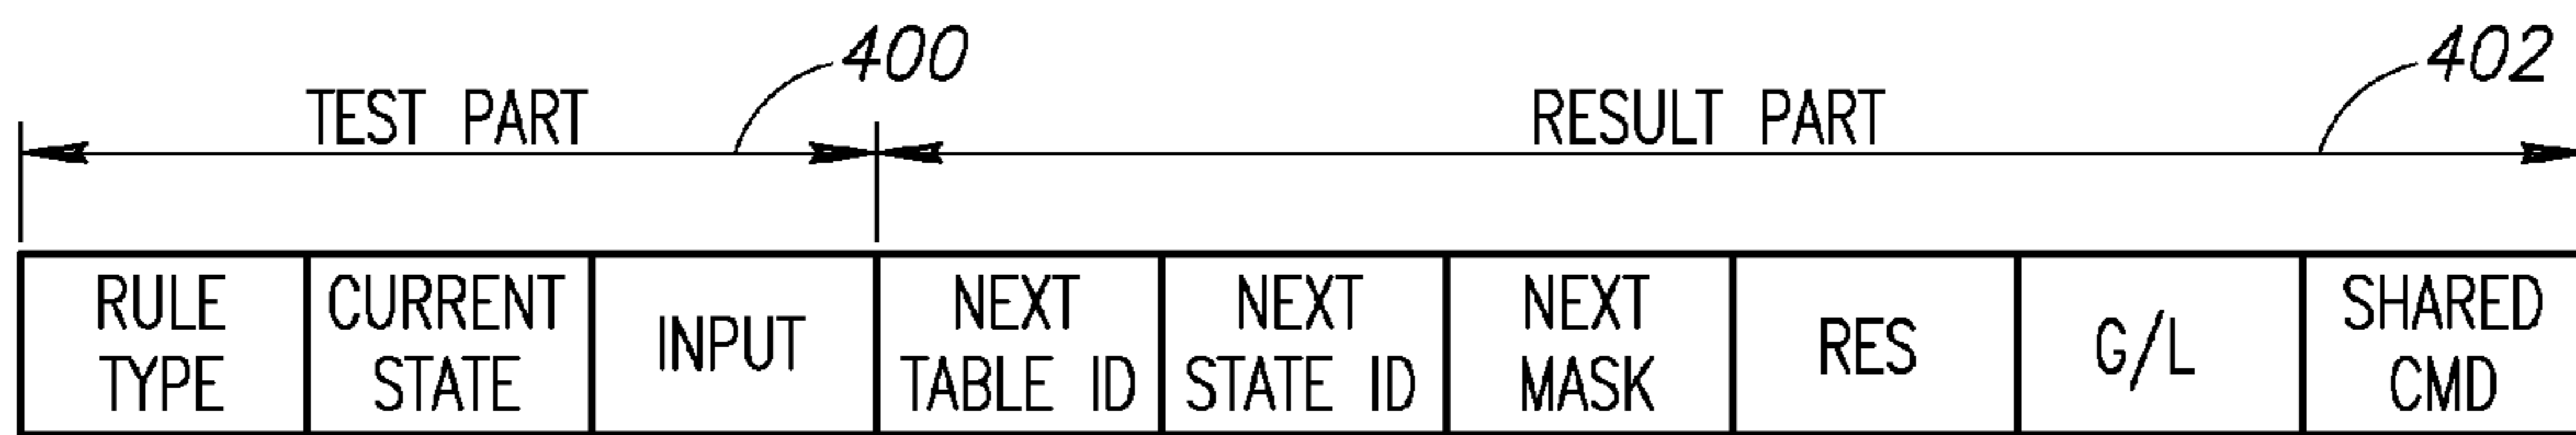 400
402
TEST PART
RESULT PART
RULE
TYPE
CURRENT
STATE
INPUT
NEXT
TABLE ID
NEXT
STATE ID
NEXT
MASK
RES
G/L
SHARED
CMD